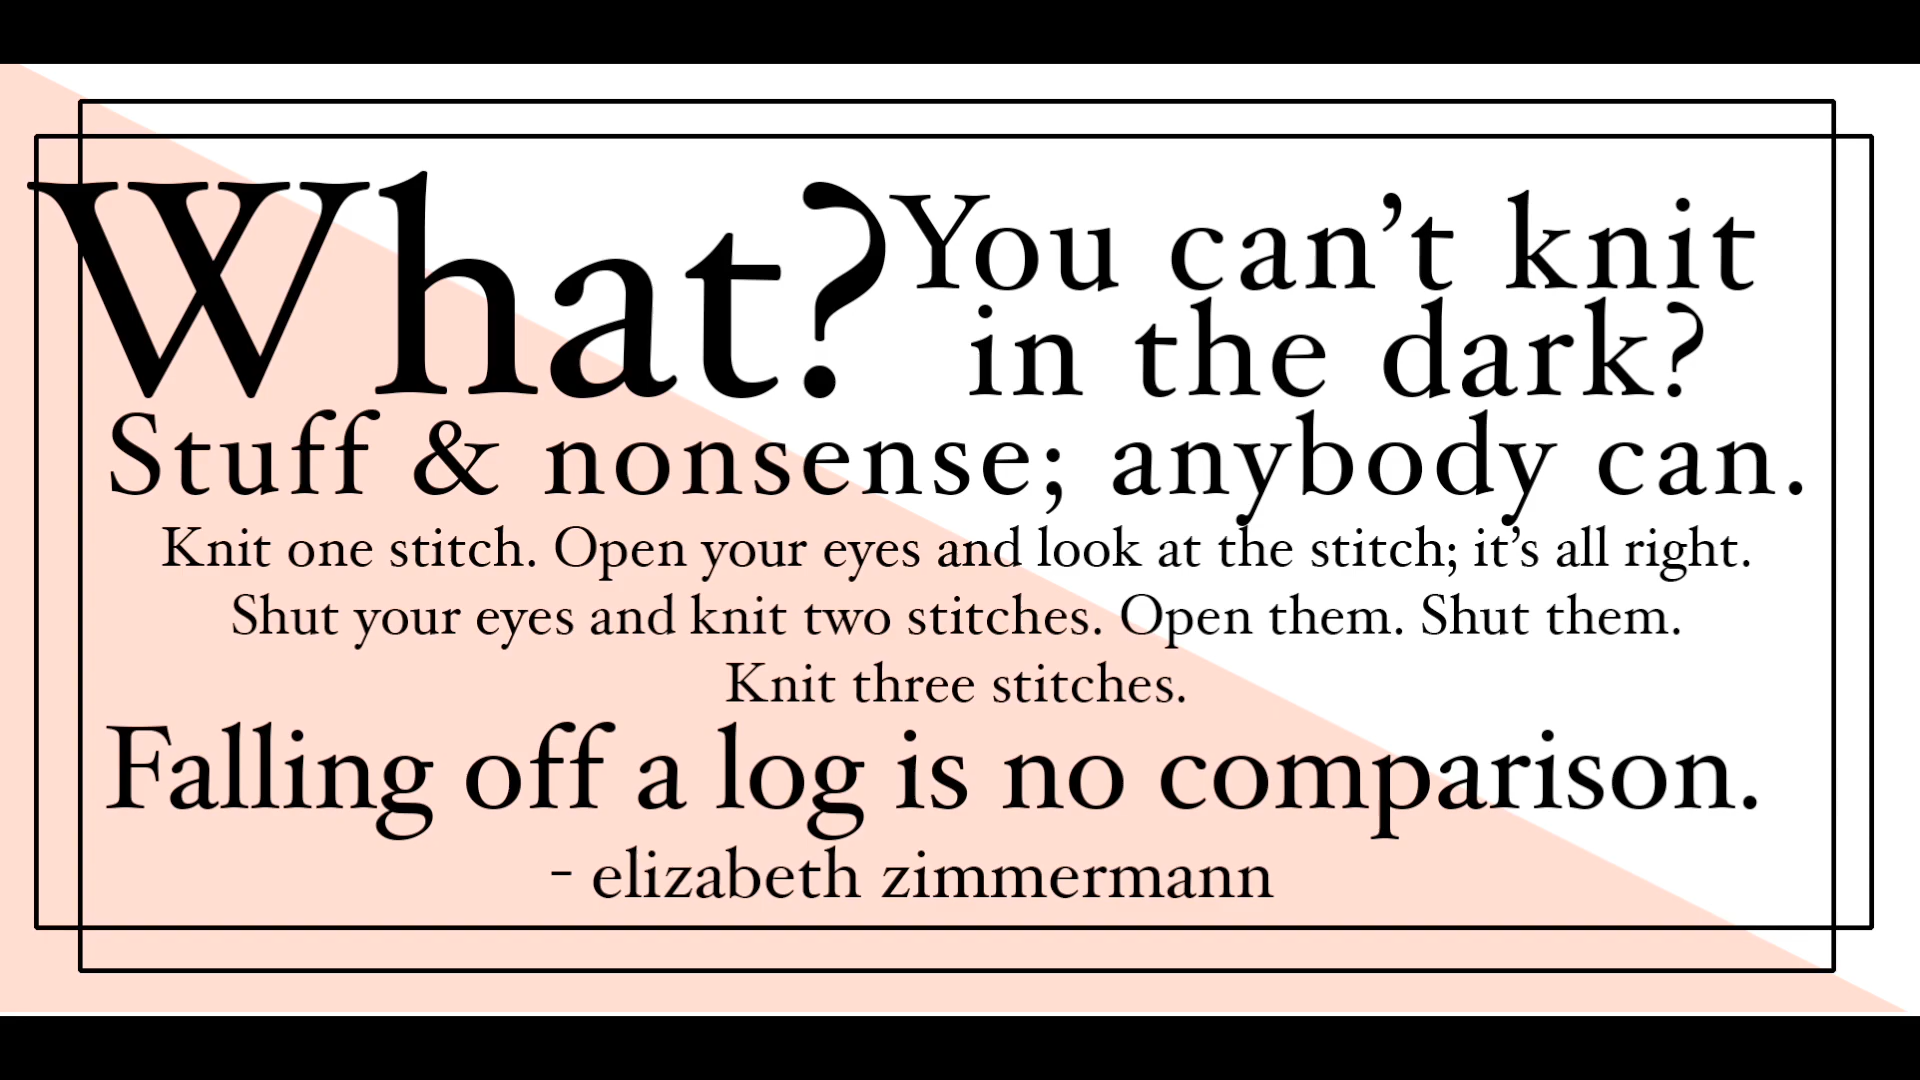 What? You can't knit
in the dark?
Stuff & nonsense; anybody can.
Knit one stitch. Open your eyes and look at the stitch; it's all right.
Shut your eyes and knit two stitches. Open them. Shut them.
Knit three stitches.
Falling off a log is no comparison.
- elizabeth zimmermann